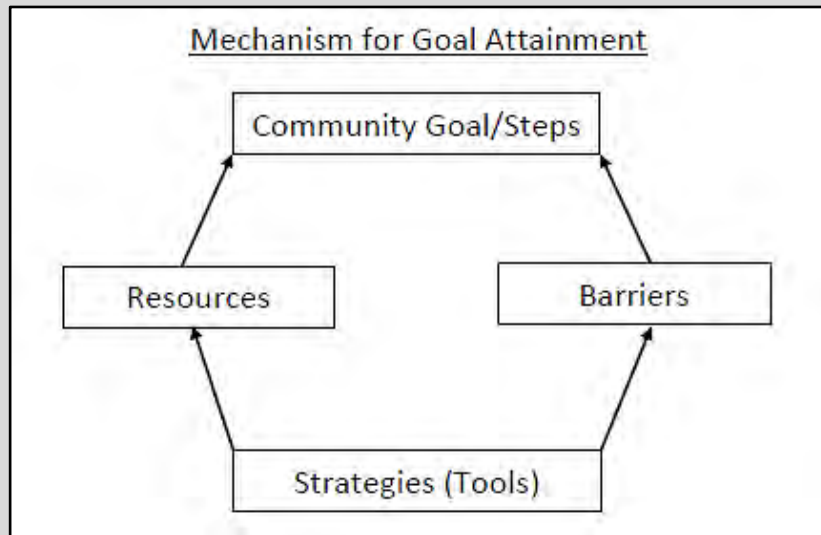 Mechanism for Goal Attainment
Community Goal/Steps
Resources
Barriers
Strategies (Tools)